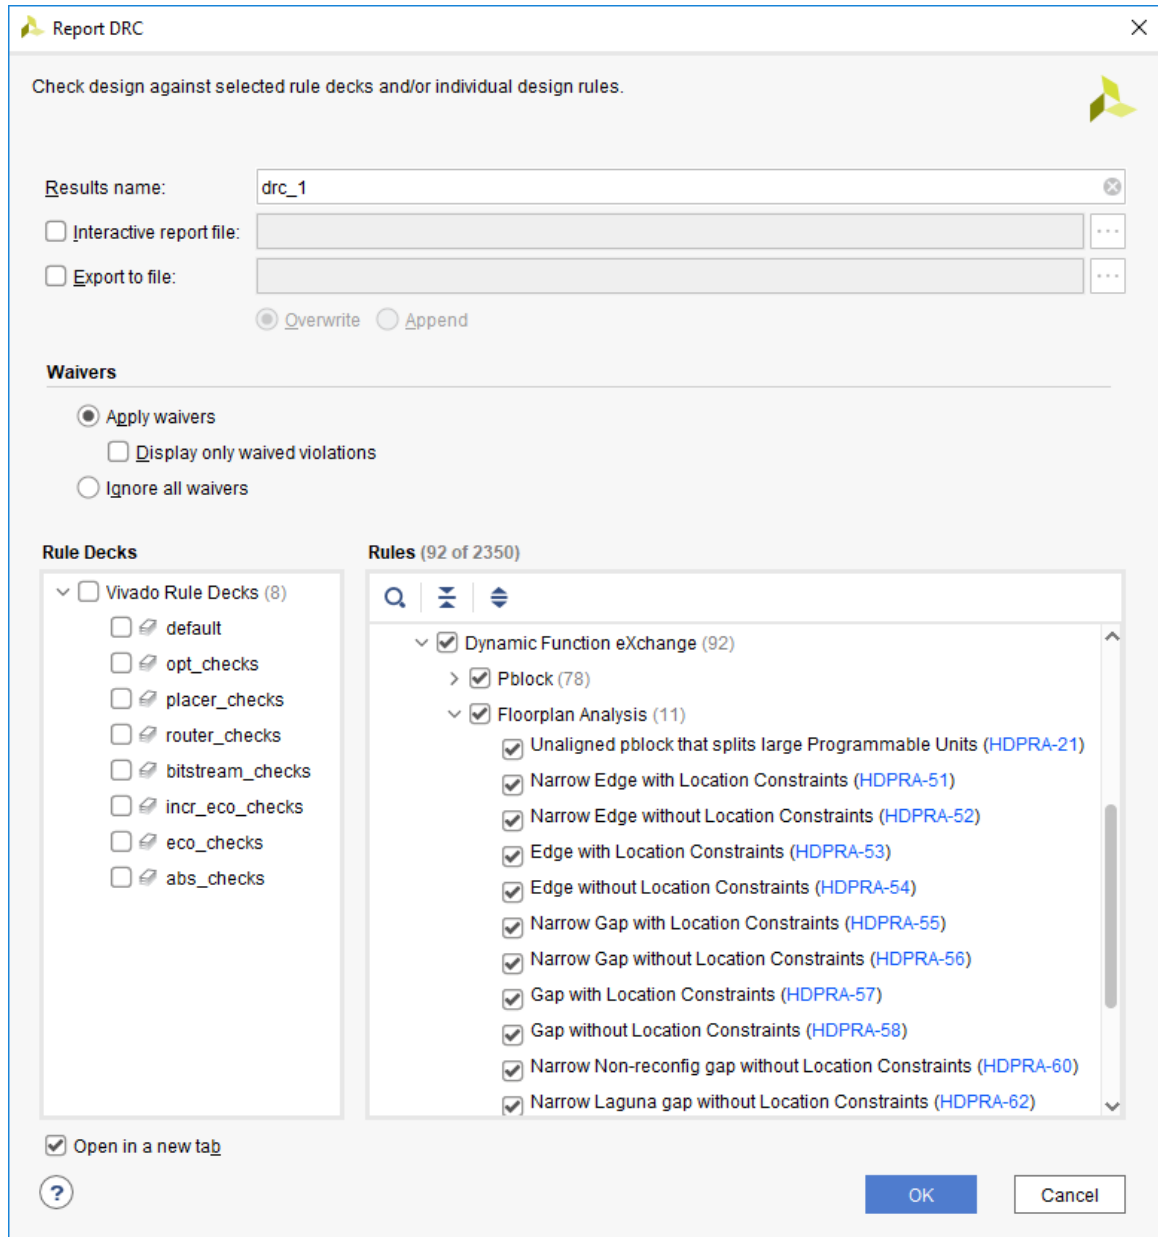 Report DRC
Check design against selected rule decks and/or individual design rules.
Results name: drc_1
Interactive report file: ...
Export to file: ...
Overwrite Append
Waivers
Apply waivers
Display only waived violations
Ignore all waivers
Rule Decks
Vivado Rule Decks (8)
default
opt_checks
placer_checks
router_checks
bitstream_checks
incr_eco_checks
eco_checks
abs_checks
Rules (92 of 2350)
Dynamic Function eXchange (92)
Pblock (78)
Floorplan Analysis (11)
Unaligned pblock that splits large Programmable Units (HDPRA-21)
Narrow Edge with Location Constraints (HDPRA-51)
Narrow Edge without Location Constraints (HDPRA-52)
Edge with Location Constraints (HDPRA-53)
Edge without Location Constraints (HDPRA-54)
Narrow Gap with Location Constraints (HDPRA-55)
Narrow Gap without Location Constraints (HDPRA-56)
Gap with Location Constraints (HDPRA-57)
Gap without Location Constraints (HDPRA-58)
Narrow Non-reconfig gap without Location Constraints (HDPRA-60)
Narrow Laguna gap without Location Constraints (HDPRA-62)
Open in a new tab
? OK Cancel